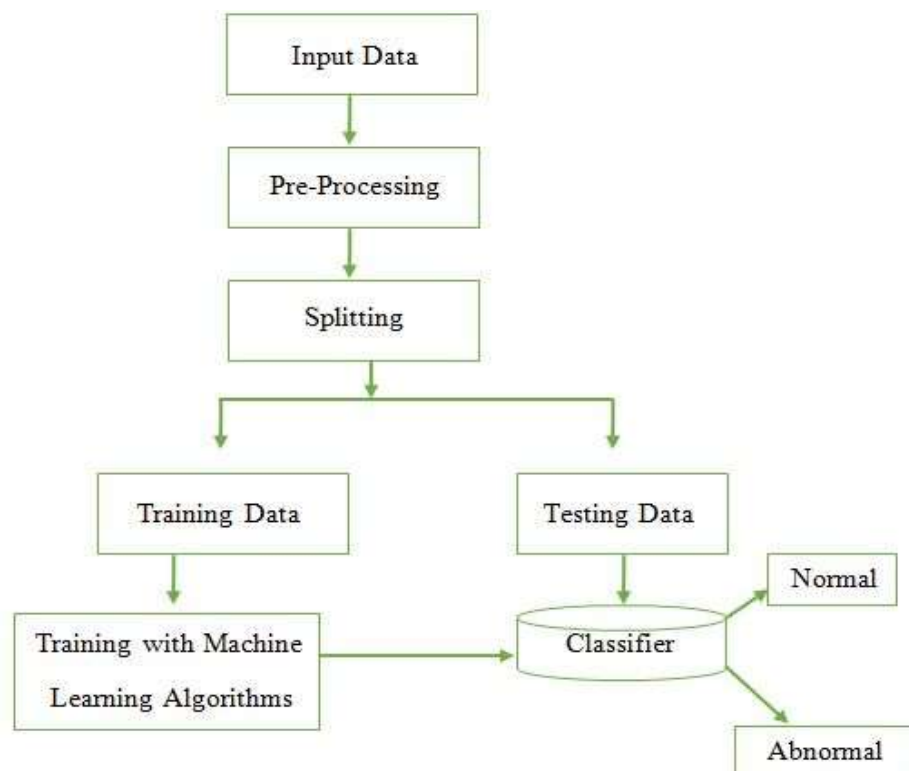 Input Data
Pre-Processing
Splitting
Training Data
Testing Data
Normal
Training with Machine
Learning Algorithms
Classifier
Abnormal